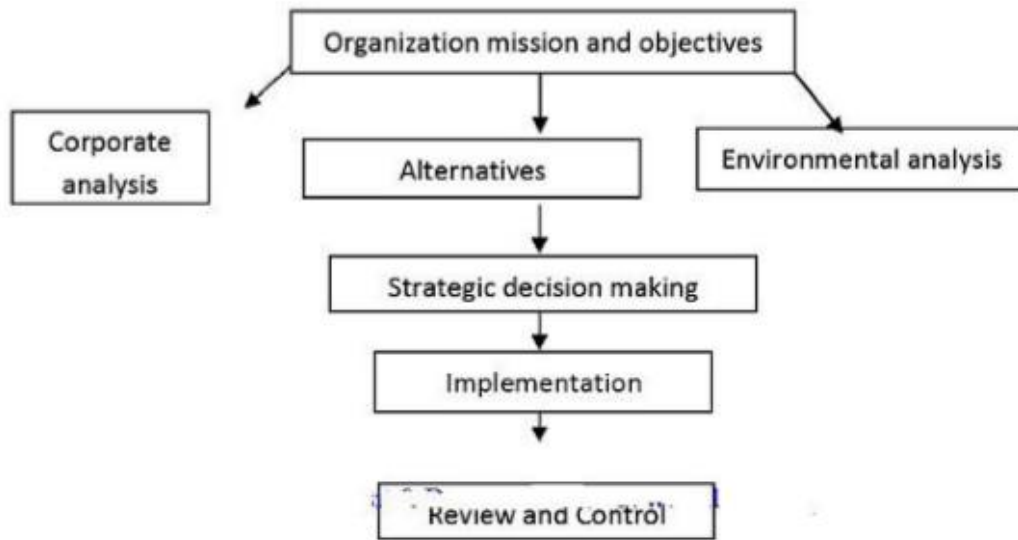 Organization mission and objectives
Corporate
analysis
Alternatives
Environmental analysis
Strategic decision making
Implementation
Review and Control